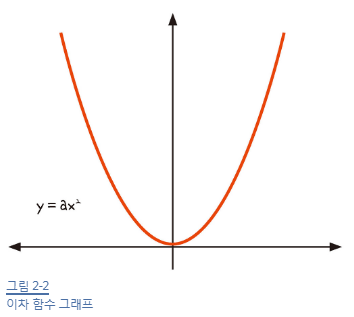 y = ax²
그림 2-2
이차 함수 그래프